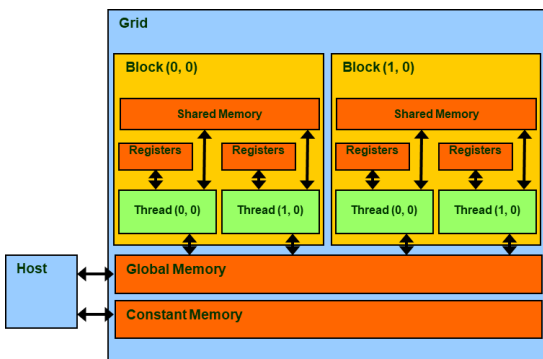 Grid
Block (0, 0)
Block (1, 0)
Shared Memory
Shared Memory
Registers
Registers
Registers
Registers
Thread (0, 0)
Thread (1, 0)
Thread (0, 0)
Thread (1, 0)
Host
Global Memory
Constant Memory